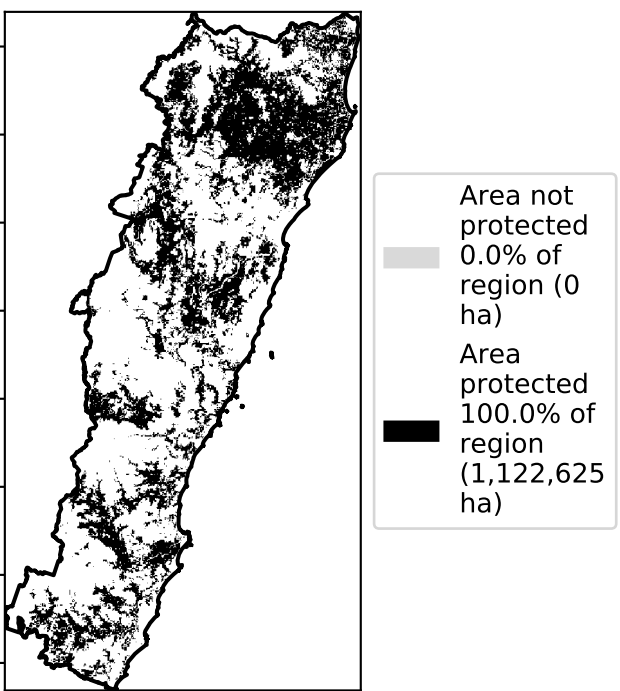 Area not
protected
0.0% of
region (0
ha)
Area
protected
100.0% of
region
(1,122,625
ha)